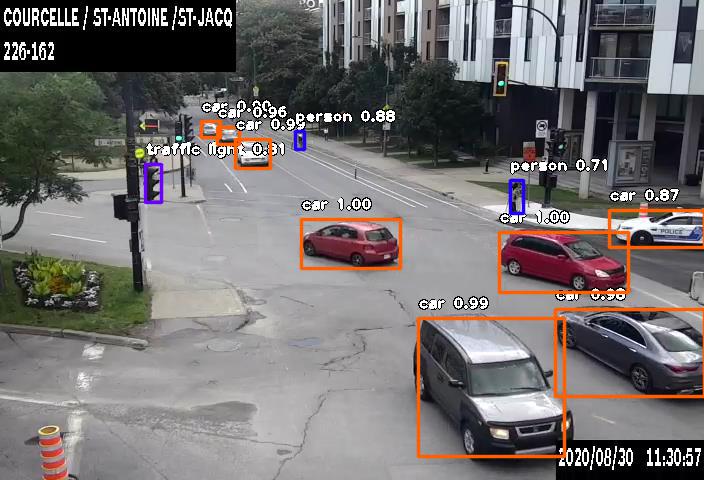 COURCELLE / ST-ANTOINE /ST-JACQ
226-162
car 0.96
person 0.88
car 0.99
traffic light 0.81
person 0.71
car 0.87
car 1.00
car 1.00
car 0.99
car 0.98
POLICE
2020/08/30 11:30:57